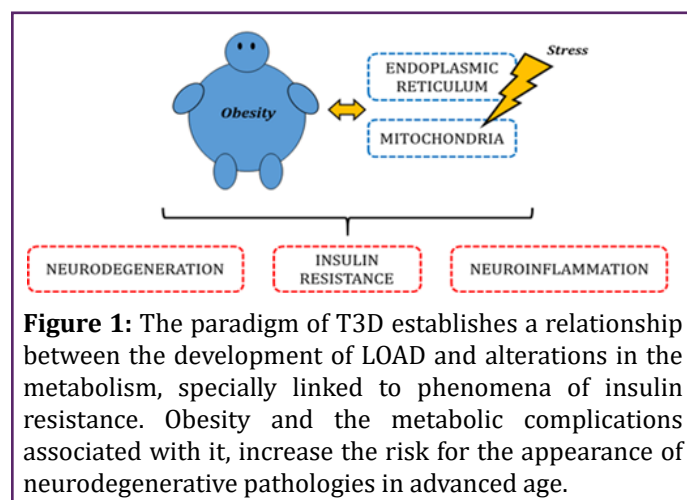 Stress
ENDOPLASMIC
RETICULUM
Obesity
MITOCHONDRIA
NEURODEGENERATION
INSULIN
RESISTANCE
NEUROINFLAMMATION
Figure 1: The paradigm of T3D establishes a relationship
between the development of LOAD and alterations in the
metabolism, specially linked to phenomena of insulin
resistance. Obesity and the metabolic complications
associated with it, increase the risk for the appearance of
neurodegenerative pathologies in advanced age.